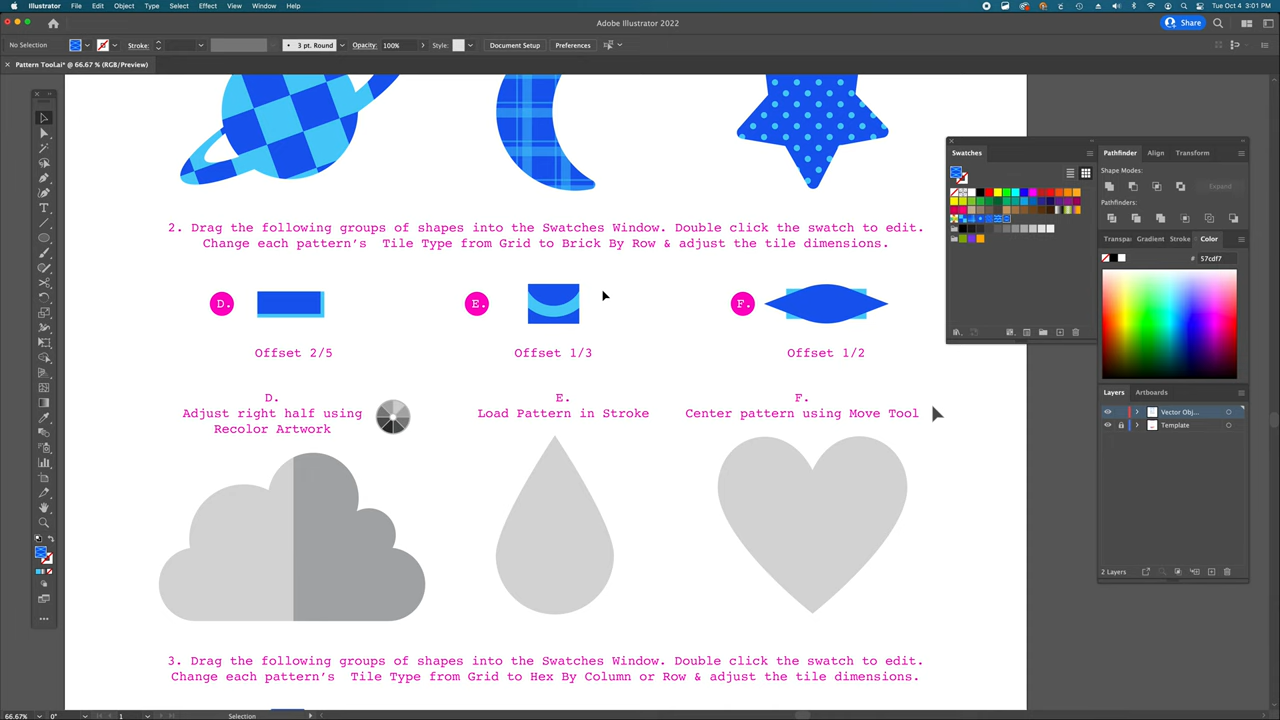 Illustrator File Edit Object Type Select Effect View Window Help
Tue Oct 4 3:01 PM
Adobe Illustrator 2022
Share
No Selection
Stroke:
3 pt. Round
Opacity: 100%
Style:
Document Setup
Preferences
Pattern Tool.ai* @ 66.67 % (RGB/Preview)
2. Drag the following groups of shapes into the Swatches Window. Double click the swatch to edit.
Change each pattern's Tile Type from Grid to Brick By Row & adjust the tile dimensions.
D.
E.
F.
Offset 2/5
Offset 1/3
Offset 1/2
D.
Adjust right half using
Recolor Artwork
E.
Load Pattern in Stroke
F.
Center pattern using Move Tool
3. Drag the following groups of shapes into the Swatches Window. Double click the swatch to edit.
Change each pattern's Tile Type from Grid to Hex By Column or Row & adjust the tile dimensions.
Swatches
Pathfinder Align Transform
Shape Modes:
Expand
Pathfinders:
Transpa Gradient Stroke Color
# 57cdf7
Layers Artboards
Vector Obj...
Template
2 Layers
66.67% 0° 1 Selection